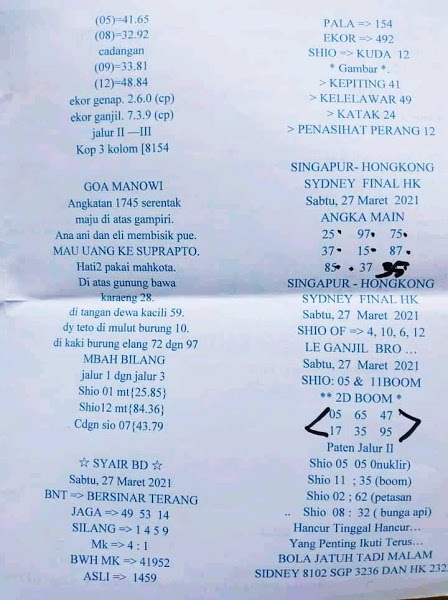 (05)=41.65
(08)=32.92
cadangan
(09)=33.81
(12)=48.84
ekor genap. 2.6.0 (cp)
ekor ganjil. 7.3.9 (cp)
jalur II —III
Kop 3 kolom [8154
GOA MANOWI
Angkatan 1745 serentak
maju di atas gampiri.
Ana ani dan eli membisik pue.
MAU UANG KE SUPRAPTO.
Hati2 pakai mahkota.
Di atas gunung bawa
karaeng 28.
di tangan dewa kacili 59.
dy teto di mulut burung 10.
di kaki burung elang 72 dgn 97
MBAH BILANG
jalur 1 dgn jalur 3
Shio 01 mt{25.85}
Shio12 mt{84.36}
Cdgn sio 07{43.79
☆ SYAIR BD ☆
Sabtu, 27 Maret 2021
BNT => BERSINAR TERANG
JAGA => 49 53 14
SILANG => 1 4 5 9
Mk => 4 : 1
BWH MK => 41952
ASLI => 1459
PALA => 154
EKOR => 492
SHIO => KUDA 12
* Gambar *.
> KEPITING 41
> KELELAWAR 49
> KATAK 24
> PENASIHAT PERANG 12
SINGAPUR- HONGKONG
SYDNEY FINAL HK
Sabtu, 27 Maret 2021
ANGKA MAIN
25 97 75
37 15 87
85 37
SINGAPUR - HONGKONG
SYDNEY FINAL HK
Sabtu, 27 Maret 2021
SHIO OF => 4, 10, 6, 12
LE GANJIL BRO …
Sabtu, 27 Maret 2021
SHIO: 05 & 11BOOM
** 2D BOOM *
05 65 47
17 35 95
Paten Jalur II
Shio 05 05 0nuklir)
Shio 11 ; 35 (boom)
Shio 02 ; 62 (petasan
.. Shio 08 : 32 ( bunga api)
Hancur Tinggal Hancur…
Yang Penting Ikuti Terus…
BOLA JATUH TADI MALAM
SIDNEY 8102 SGP 3236 DAN HK 232